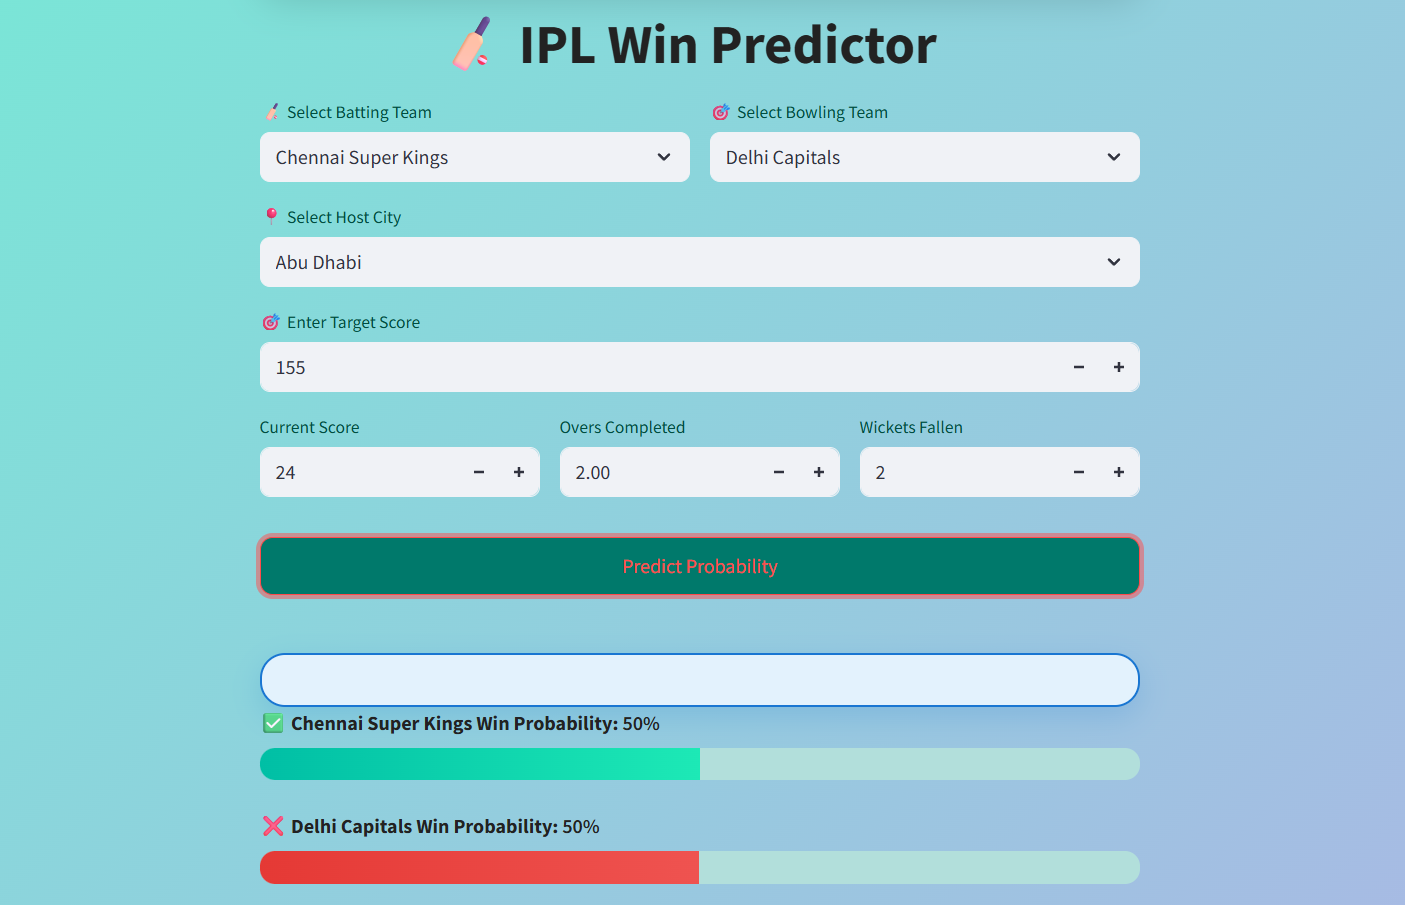 IPL Win Predictor
Select Batting Team
Select Bowling Team
Chennai Super Kings
Delhi Capitals
Select Host City
Abu Dhabi
Enter Target Score
155
Current Score
Overs Completed
Wickets Fallen
24
2.00
2
Predict Probability
Chennai Super Kings Win Probability: 50%
Delhi Capitals Win Probability: 50%